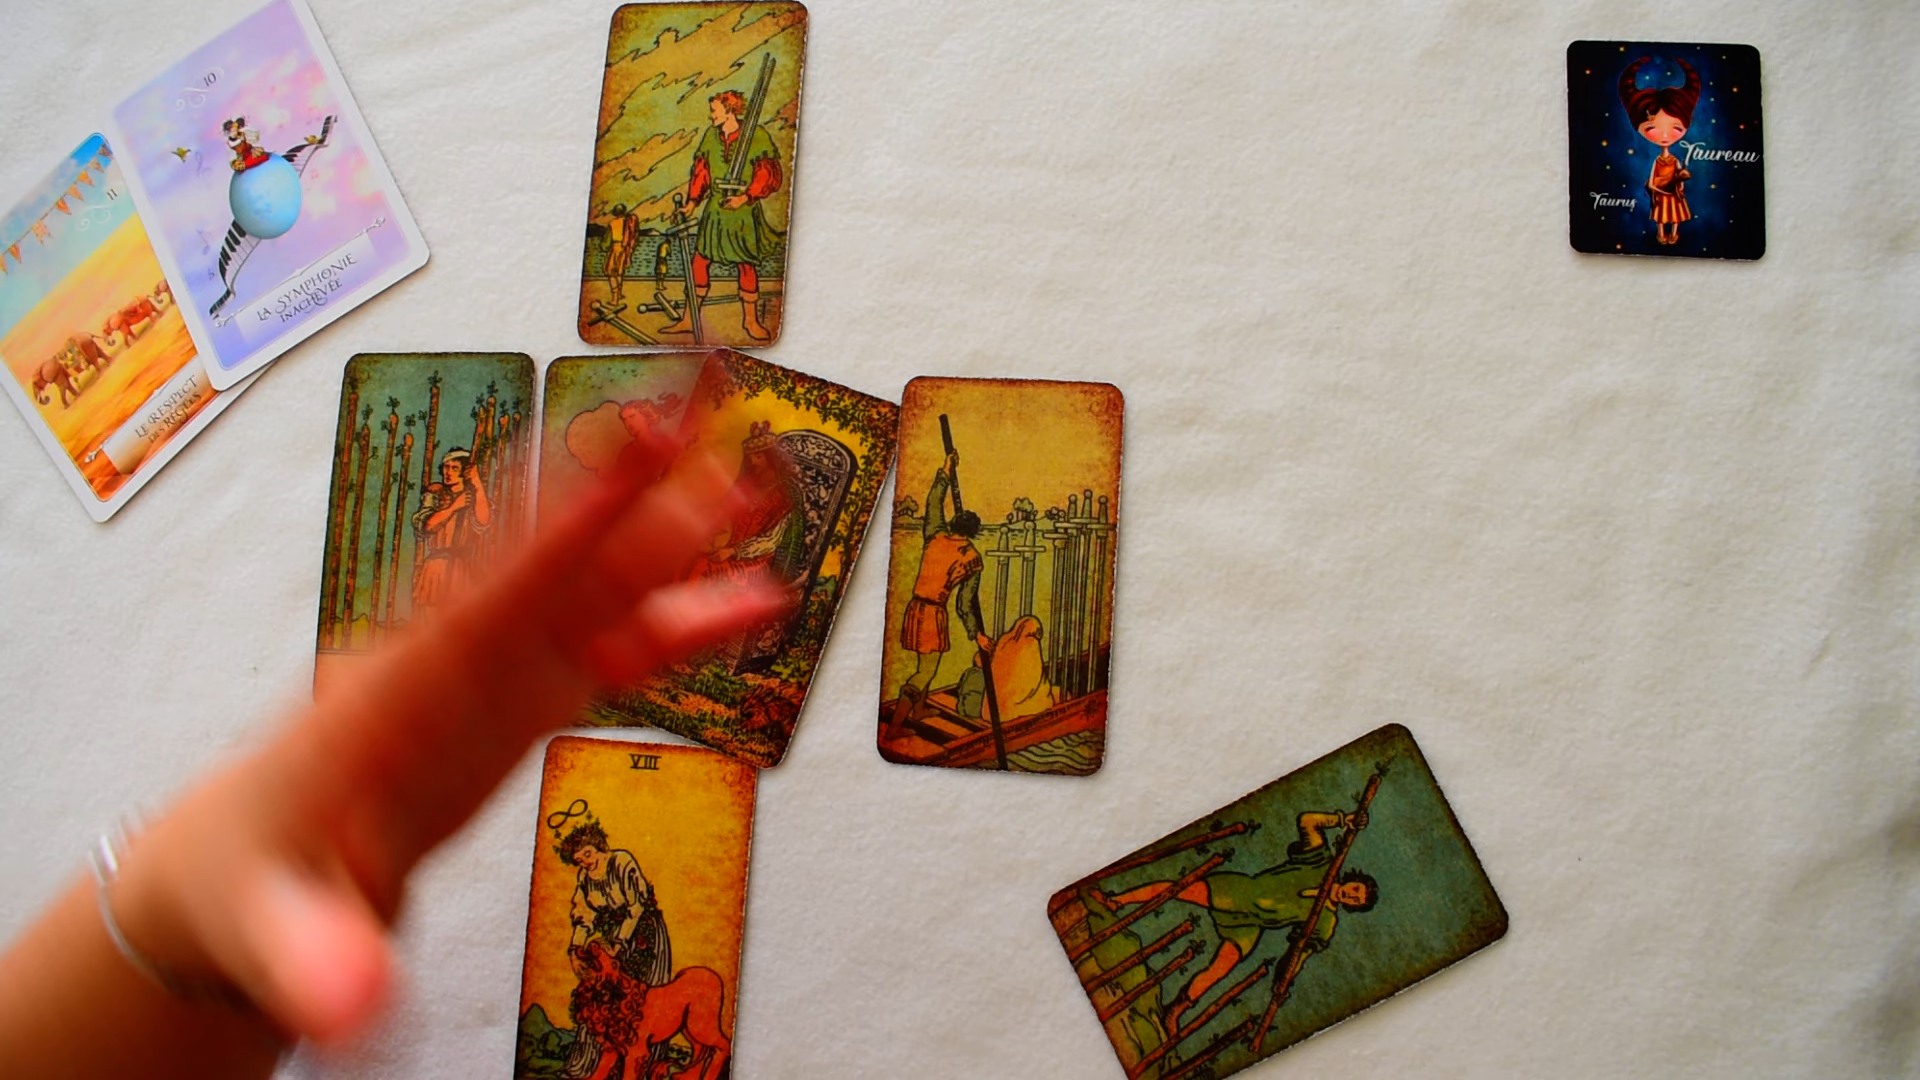 10
LA SYMPHONIE
INACHEVÉE
11
LE RESPECT
DES RÈGLES
VIII
Taureau
Taurus